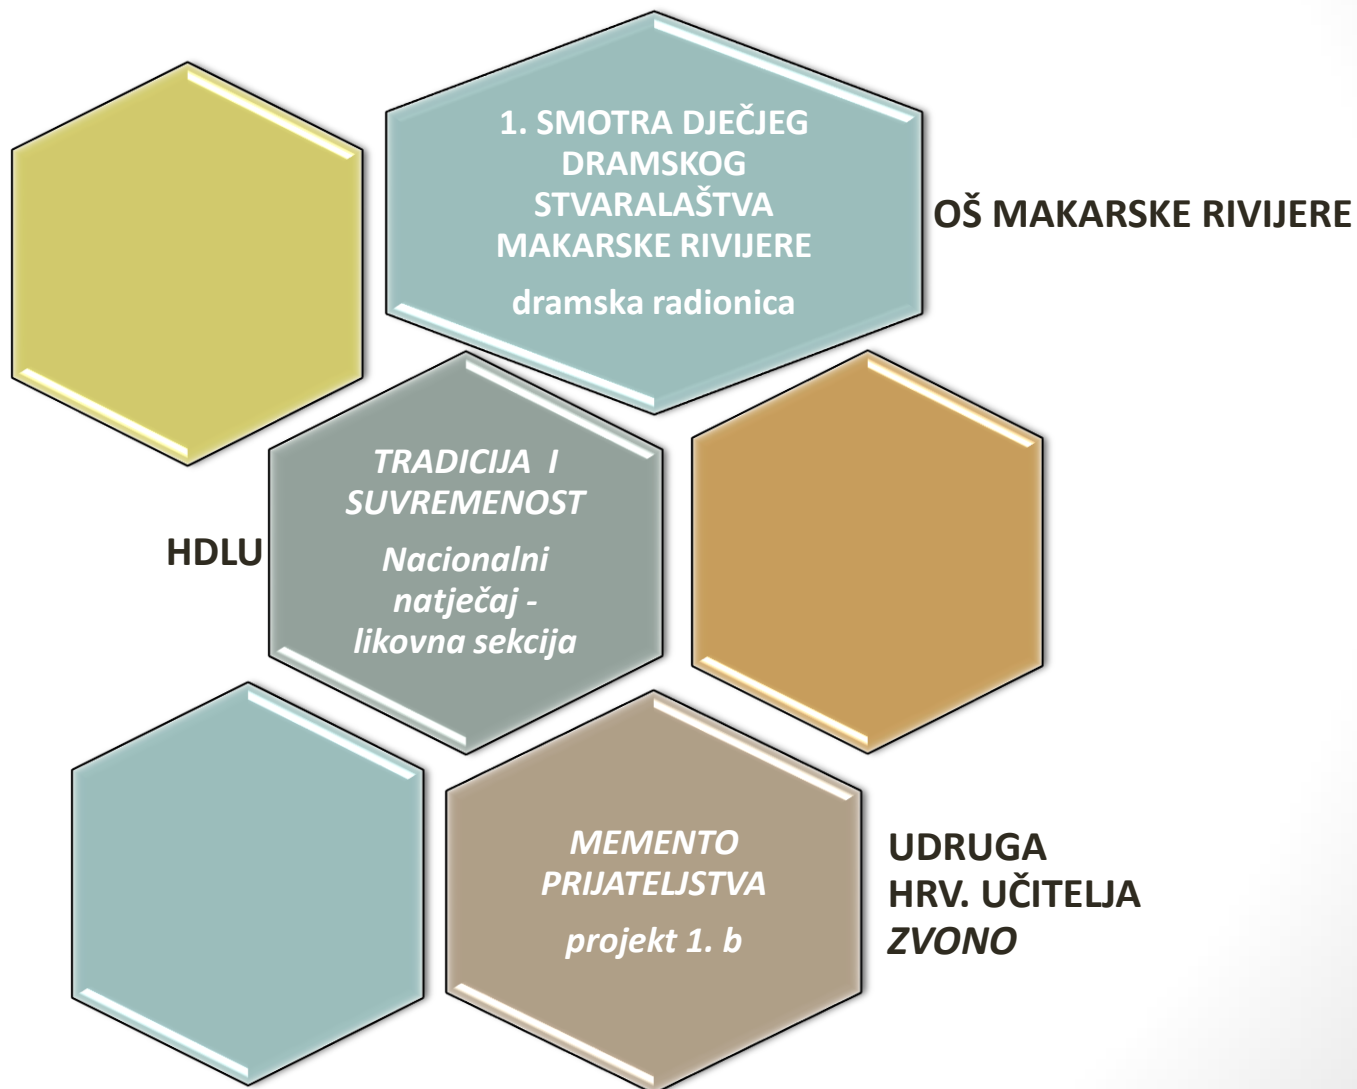 1. SMOTRA DJEČJEG
DRAMSKOG
STVARALAŠTVA
MAKARSKE RIVIJERE
dramska radionica
OŠ MAKARSKE RIVIJERE
HDLU
TRADICIJA I
SUVREMENOST
Nacionalni
natječaj -
likovna sekcija
MEMENTO
PRIJATELJSTVA
projekt 1. b
UDRUGA
HRV. UČITELJA
ZVONO